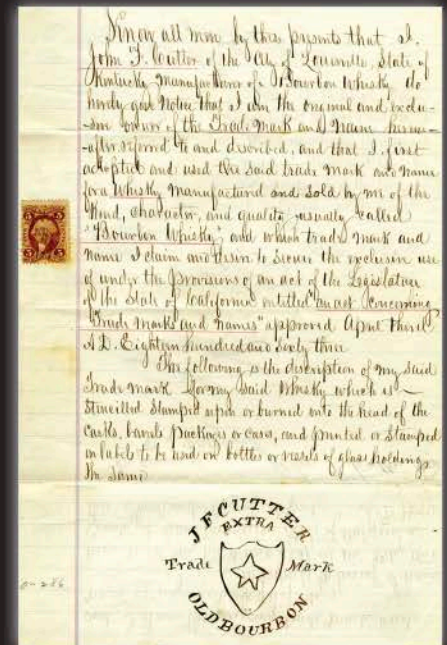 Know all men by these presents that I.
John F. Cutter of the City of Louisville, State of
Kentucky, Manufacturer of Bourbon Whisky do
hereby give Notice that I am the original and exclu-
-sive owner of the Trade Mark and Name herein-
-after referred to and described, and that I first
adopted and used the said trade mark and name
for a Whisky manufactured and sold by me of the
Kind, character, and quality usually called
"Bourbon Whisky," and which trade mark and
name I claim and desire to secure the exclusive use
of under the provisions of an act of the Legislature
of the State of California entitled "an act concerning
Trade marks and names" approved April third
A.D. Eighteen hundred and sixty three
The following is the description of my said
Trade mark for my said Whisky which is —
Stencilled Stamped upon or burned onto the head of the
casks, barrels packages or cases, and printed or stamped
on labels to be used on bottles or vessels of glass holding
the same
J F CUTTER
EXTRA
Trade Mark
OLD BOURBON